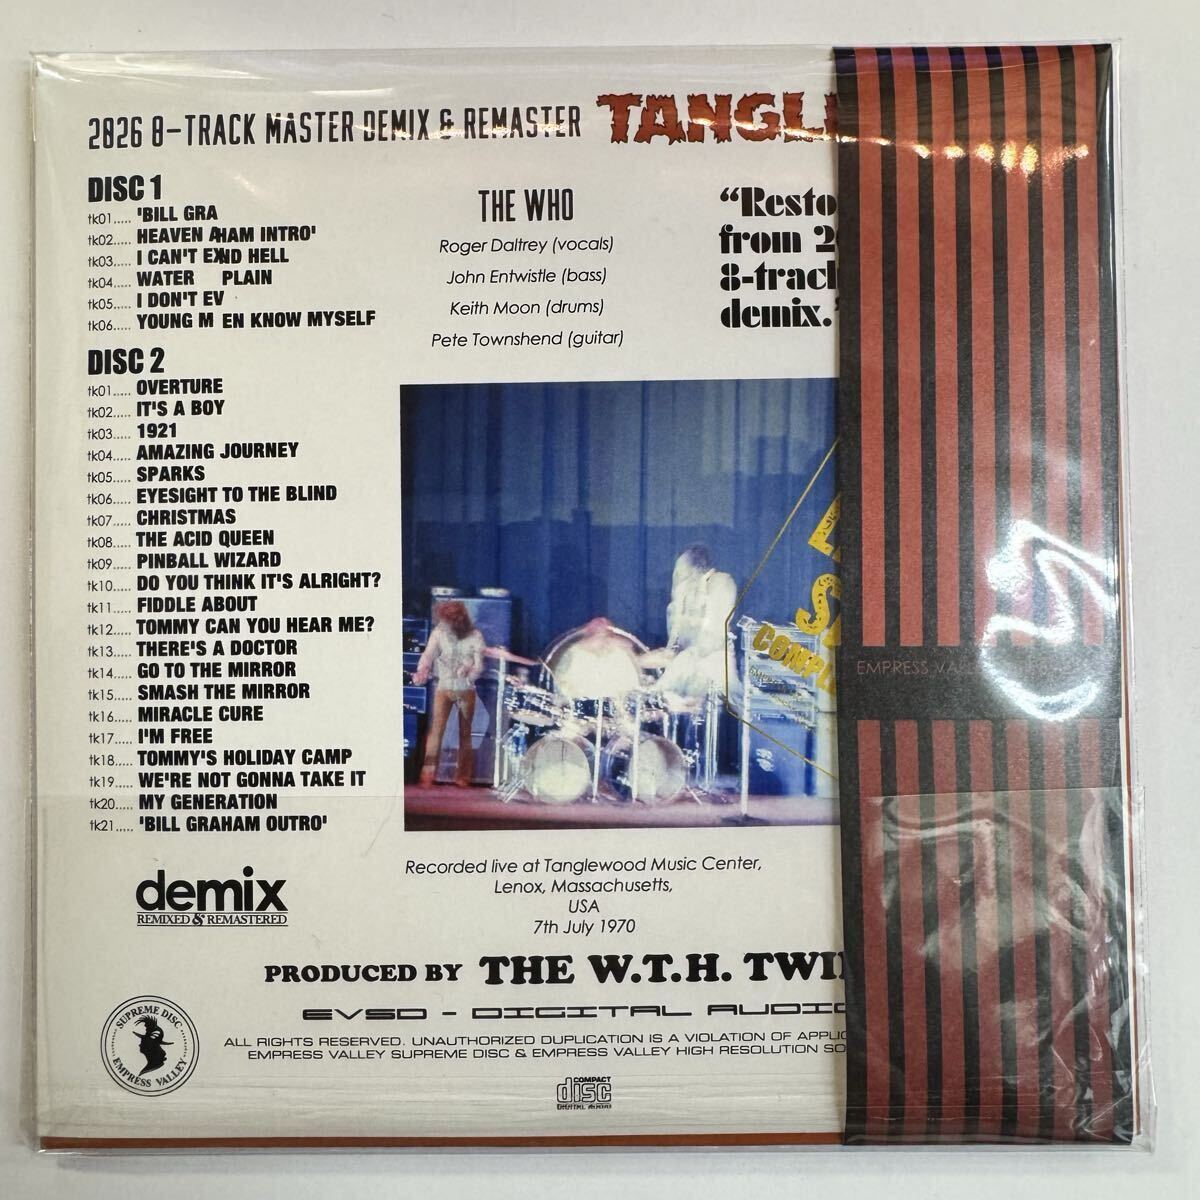 2026 8-TRACK MASTER DEMIX & REMASTER TANGL
DISC 1
tk01..... 'BILL GRA
tk02..... HEAVEN A HAM INTRO'
tk03..... I CAN'T EX ND HELL
tk04..... WATER PLAIN
tk05..... I DON'T EV
tk06..... YOUNG M EN KNOW MYSELF
DISC 2
tk01..... OVERTURE
tk02..... IT'S A BOY
tk03..... 1921
tk04..... AMAZING JOURNEY
tk05..... SPARKS
tk06..... EYESIGHT TO THE BLIND
tk07..... CHRISTMAS
tk08..... THE ACID QUEEN
tk09..... PINBALL WIZARD
tk10..... DO YOU THINK IT'S ALRIGHT?
tk11..... FIDDLE ABOUT
tk12..... TOMMY CAN YOU HEAR ME?
tk13..... THERE'S A DOCTOR
tk14..... GO TO THE MIRROR
tk15..... SMASH THE MIRROR
tk16..... MIRACLE CURE
tk17..... I'M FREE
tk18..... TOMMY'S HOLIDAY CAMP
tk19..... WE'RE NOT GONNA TAKE IT
tk20..... MY GENERATION
tk21..... 'BILL GRAHAM OUTRO'
THE WHO
Roger Daltrey (vocals)
John Entwistle (bass)
Keith Moon (drums)
Pete Townshend (guitar)
"Resto
from 2
8-track
demix."
COMPL
EMPRESS VA
Recorded live at Tanglewood Music Center,
Lenox, Massachusetts,
USA
7th July 1970
demix
REMIXED & REMASTERED
PRODUCED BY THE W.T.H. TWI
EVSD - DIGITAL AUDIO
ALL RIGHTS RESERVED. UNAUTHORIZED DUPLICATION IS A VIOLATION OF APPLIC
EMPRESS VALLEY SUPREME DISC & EMPRESS VALLEY HIGH RESOLUTION SO
SUPREME DISC
EMPRESS VALLEY
COMPACT
disc
DIGITAL AUDIO